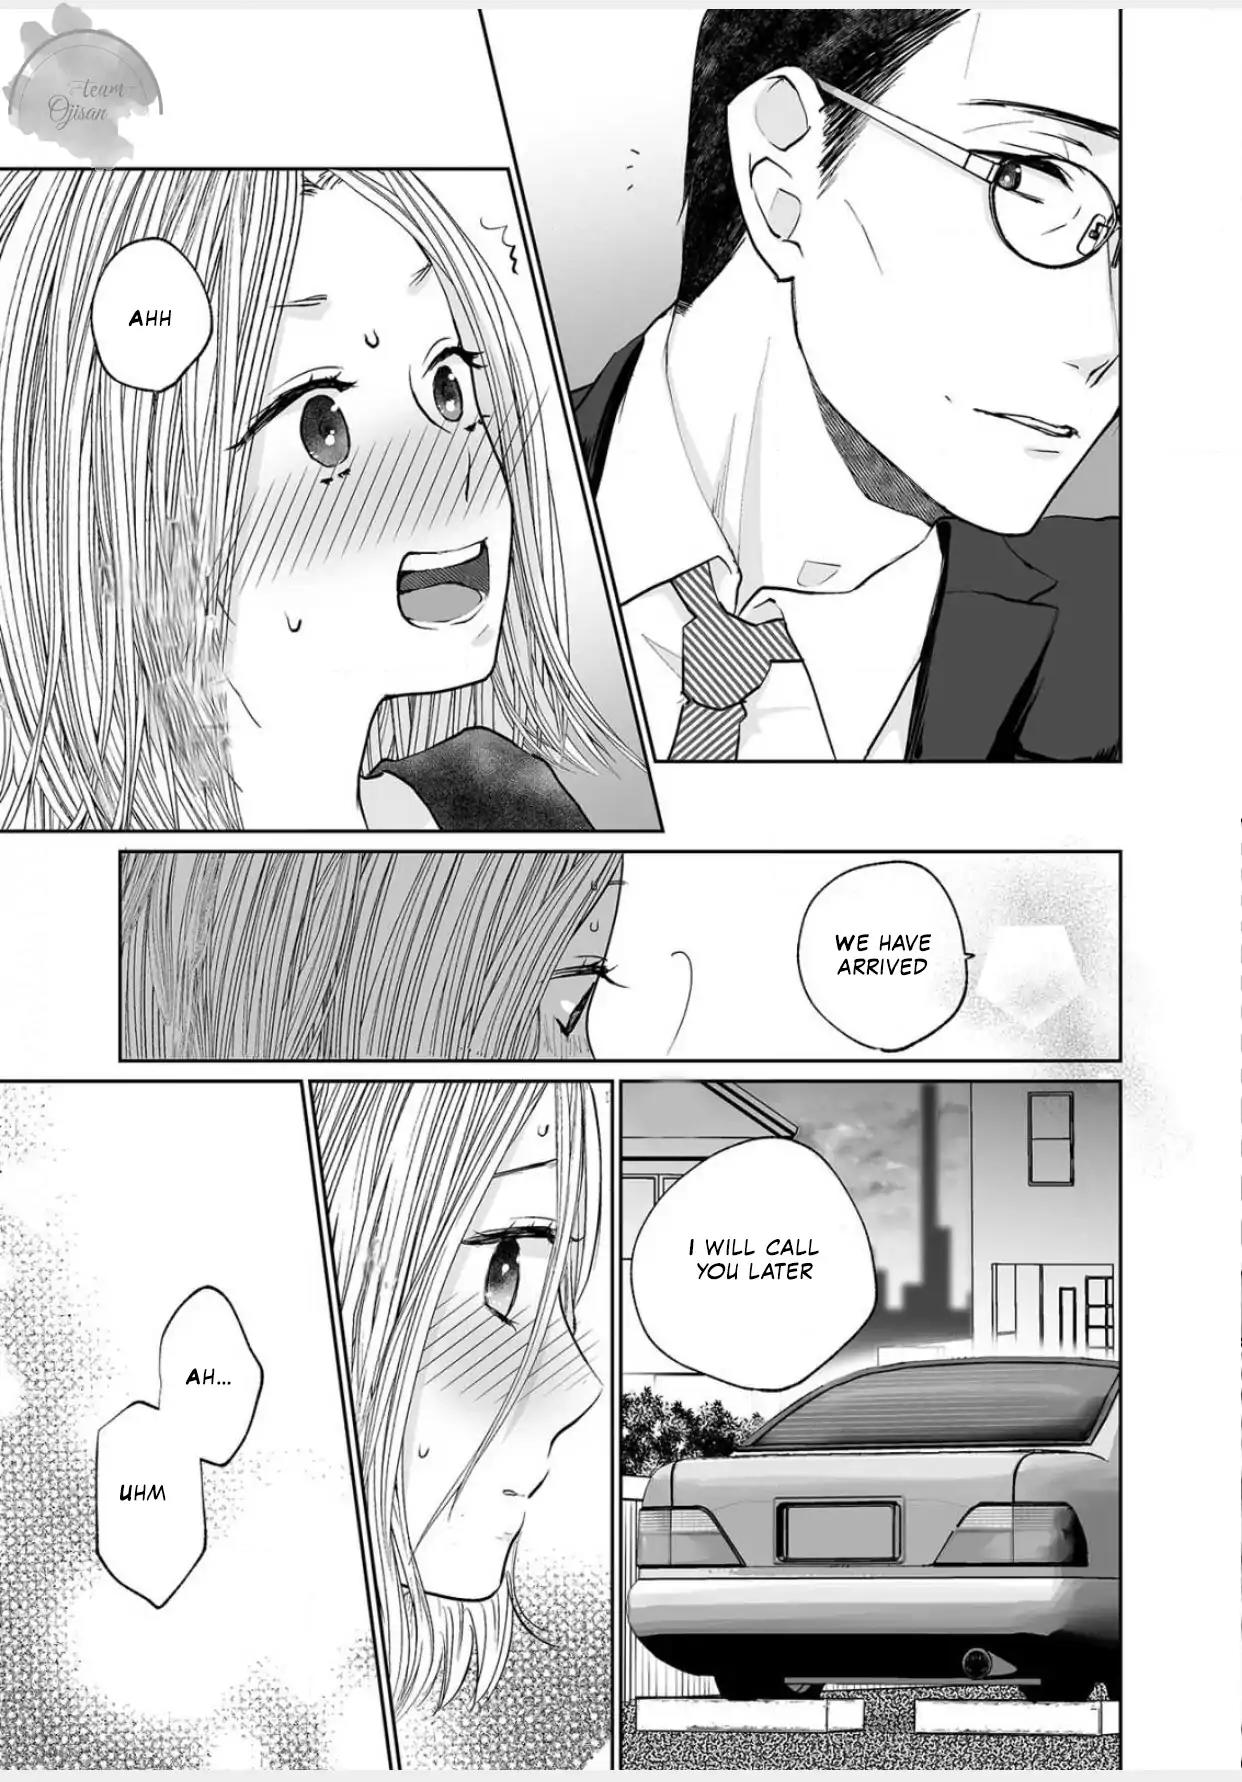 -team-
Ojisan
AHH
WE HAVE
ARRIVED
I WILL CALL
YOU LATER
AH...
UHM